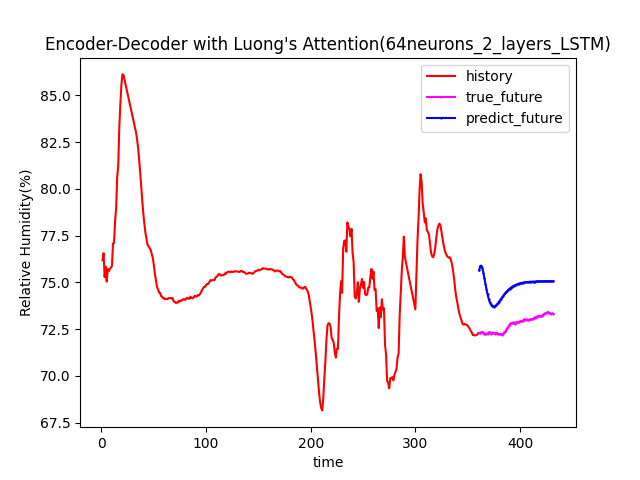 Encoder-Decoder with Luong's Attention(64neurons_2_layers_LSTM)
history
true_future
predict_future
Relative Humidity(%)
85.0
82.5
80.0
77.5
75.0
72.5
70.0
67.5
0 100 200 300 400
time